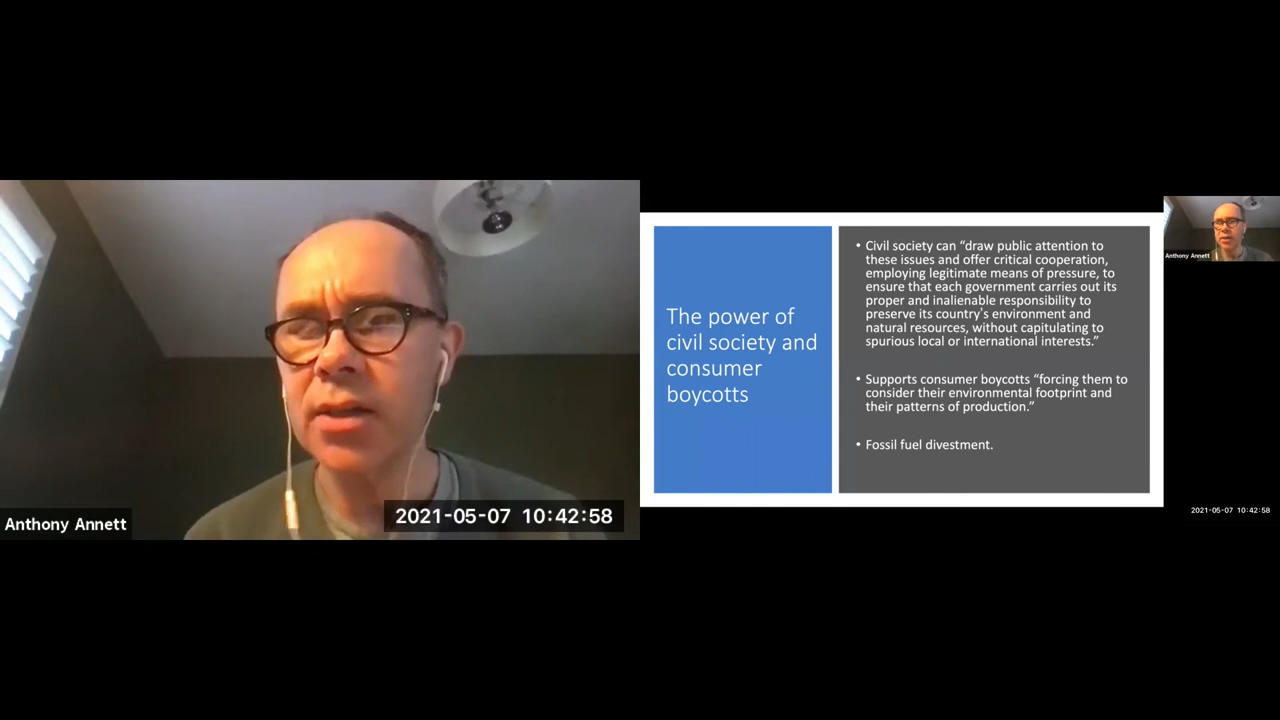 Anthony Annett
2021-05-07 10:42:58
The power of
civil society and
consumer
boycotts
• Civil society can “draw public attention to
these issues and offer critical cooperation,
employing legitimate means of pressure, to
ensure that each government carries out its
proper and inalienable responsibility to
preserve its country's environment and
natural resources, without capitulating to
spurious local or international interests.”
• Supports consumer boycotts “forcing them to
consider their environmental footprint and
their patterns of production.”
• Fossil fuel divestment.
Anthony Annett
2021-05-07 10:42:58